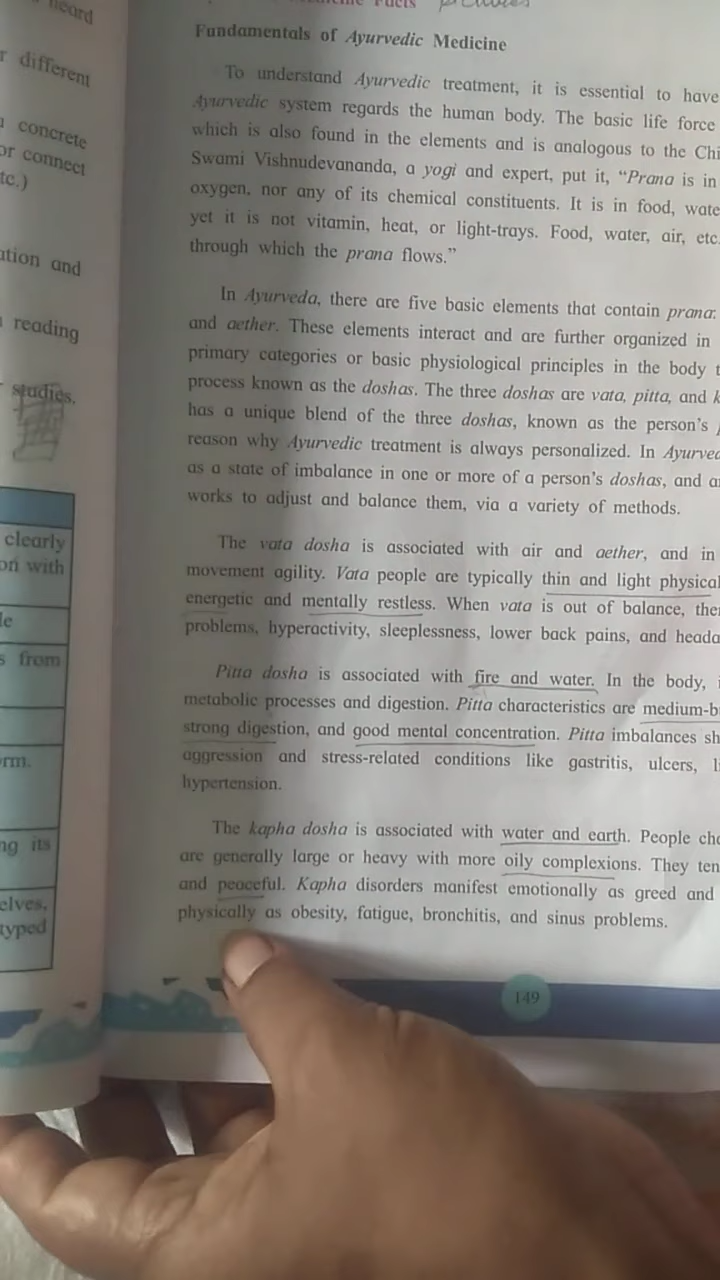 heard
different
concrete
or connect
tc.)
ation and
reading
studies.
clearly
on with
le
s from
rm.
ng its
elves,
typed
Fundamentals of Ayurvedic Medicine
To understand Ayurvedic treatment, it is essential to have
Ayurvedic system regards the human body. The basic life force
which is also found in the elements and is analogous to the Chi
Swami Vishnudevananda, a yogi and expert, put it, “Prana is in
oxygen, nor any of its chemical constituents. It is in food, wate
yet it is not vitamin, heat, or light-trays. Food, water, air, etc.
through which the prana flows.”
In Ayurveda, there are five basic elements that contain prana:
and aether. These elements interact and are further organized in
primary categories or basic physiological principles in the body t
process known as the doshas. The three doshas are vata, pitta, and k
has a unique blend of the three doshas, known as the person’s
reason why Ayurvedic treatment is always personalized. In Ayurved
as a state of imbalance in one or more of a person’s doshas, and a
works to adjust and balance them, via a variety of methods.
The vata dosha is associated with air and aether, and in
movement agility. Vata people are typically thin and light physical
energetic and mentally restless. When vata is out of balance, the
problems, hyperactivity, sleeplessness, lower back pains, and heada
Pitta dosha is associated with fire and water. In the body, i
metabolic processes and digestion. Pitta characteristics are medium-b
strong digestion, and good mental concentration. Pitta imbalances sh
aggression and stress-related conditions like gastritis, ulcers, li
hypertension.
The kapha dosha is associated with water and earth. People cha
are generally large or heavy with more oily complexions. They ten
and peaceful. Kapha disorders manifest emotionally as greed and
physically as obesity, fatigue, bronchitis, and sinus problems.
149